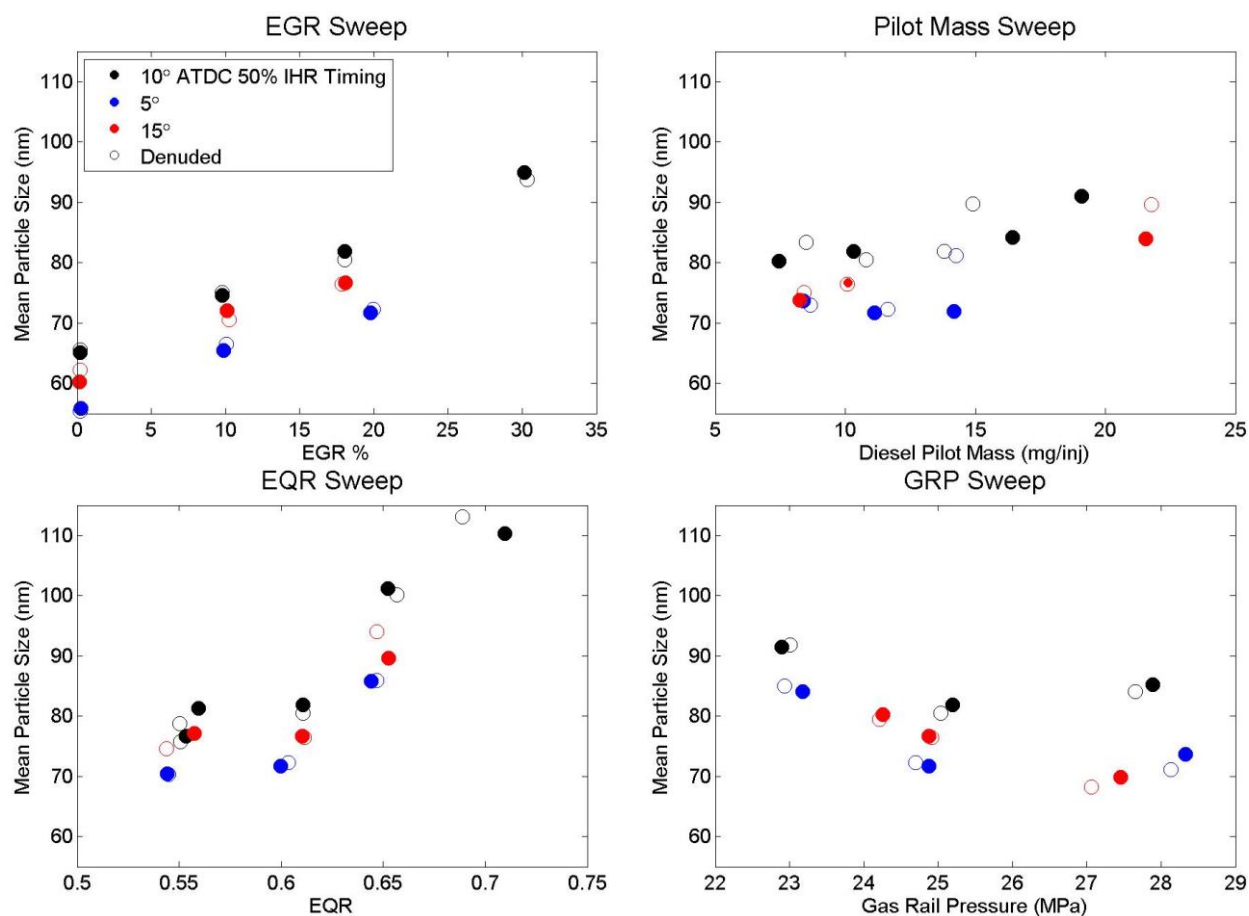 EGR Sweep
10° ATDC 50% IHR Timing
5°
15°
Denuded
Mean Particle Size (nm)
110
100
90
80
70
60
0 5 10 15 20 25 30 35
EGR %
Pilot Mass Sweep
Mean Particle Size (nm)
110
100
90
80
70
60
5 10 15 20 25
Diesel Pilot Mass (mg/inj)
EQR Sweep
Mean Particle Size (nm)
110
100
90
80
70
60
0.5 0.55 0.6 0.65 0.7 0.75
EQR
GRP Sweep
Mean Particle Size (nm)
110
100
90
80
70
60
22 23 24 25 26 27 28 29
Gas Rail Pressure (MPa)